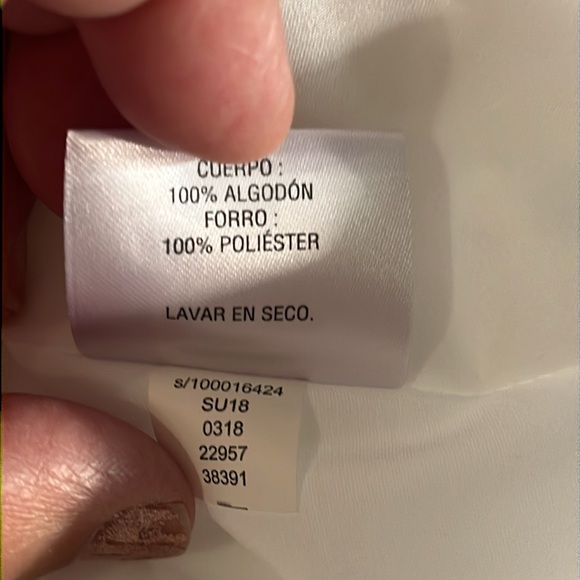 CUERPO :
100% ALGODÓN
FORRO :
100% POLIÉSTER
LAVAR EN SECO.
s/100016424
SU18
0318
22957
38391